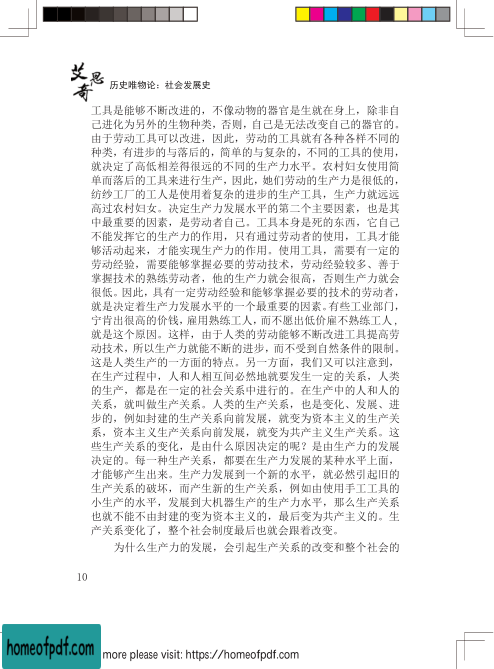 艾思奇
历史唯物论：社会发展史
工具是能够不断改进的，不像动物的器官是生就在身上，除非自
己进化为另外的生物种类，否则，自己是无法改变自己的器官的。
由于劳动工具可以改进，因此，劳动的工具就有各种各样不同的
种类，有进步的与落后的，简单的与复杂的，不同的工具的使用，
就决定了高低相差得很远的不同的生产力水平。农村妇女使用简
单而落后的工具来进行生产，因此，她们劳动的生产力是很低的，
纺纱工厂的工人是使用着复杂的进步的生产工具，生产力就远远
高过农村妇女。决定生产力发展水平的第二个主要因素，也是其
中最重要的因素，是劳动者自己。工具本身是死的东西，它自己
不能发挥它的生产力的作用，只有通过劳动者的使用，工具才能
够活动起来，才能实现生产力的作用。使用工具，需要有一定的
劳动经验，需要能够掌握必要的劳动技术，劳动经验较多、善于
掌握技术的熟练劳动者，他的生产力就会很高，否则生产力就会
很低。因此，具有一定劳动经验和能够掌握必要的技术的劳动者，
就是决定着生产力发展水平的一个最重要的因素。有些工业部门，
宁肯出很高的价钱，雇用熟练工人，而不愿出低价雇不熟练工人，
就是这个原因。这样，由于人类的劳动能够不断改进工具提高劳
动技术，所以生产力就能不断的进步，而不受到自然条件的限制。
这是人类生产的一方面的特点。另一方面，我们又可以注意到，
在生产过程中，人和人相互间必然地就要发生一定的关系，人类
的生产，都是在一定的社会关系中进行的。在生产中的人和人的
关系，就叫做生产关系。人类的生产关系，也是变化、发展、进
步的，例如封建的生产关系向前发展，就变为资本主义的生产关
系，资本主义生产关系向前发展，就变为共产主义生产关系。这
些生产关系的变化，是由什么原因决定的呢？是由生产力的发展
决定的。每一种生产关系，都要在生产力发展的某种水平上面，
才能够产生出来。生产力发展到一个新的水平，就必然引起旧的
生产关系的破坏，而产生新的生产关系，例如由使用手工工具的
小生产的水平，发展到大机器生产的生产力水平，那么生产关系
也就不能不由封建的变为资本主义的，最后变为共产主义的。生
产关系变化了，整个社会制度最后也就会跟着改变。
为什么生产力的发展，会引起生产关系的改变和整个社会的
10
homeofpdf.com
more please visit: https://homeofpdf.com